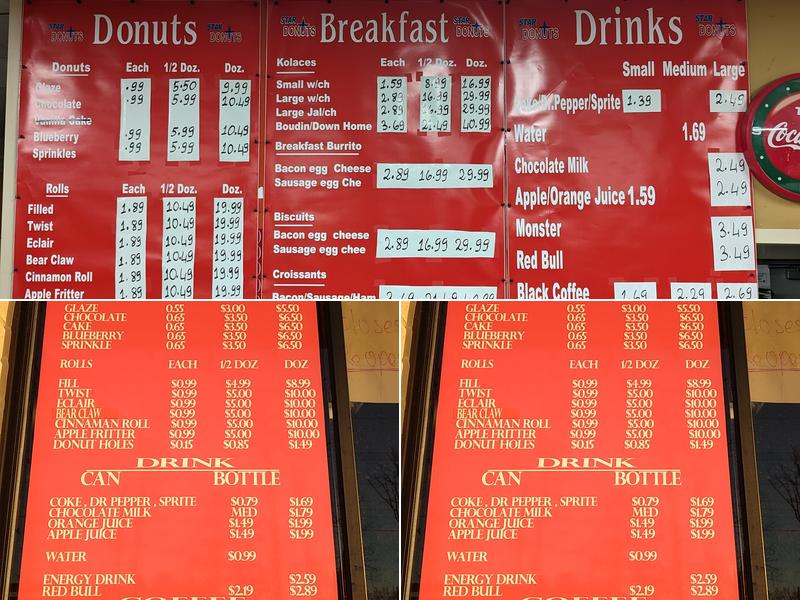 STAR DONUTS Donuts STAR DONUTS
Donuts Each 1/2 Doz. Doz.
Glaze .99 5.50 9.99
Chocolate .99 5.99 10.49
Vanilla Cake
Blueberry .99 5.99 10.49
Sprinkles .99 5.99 10.49
Rolls Each 1/2 Doz. Doz.
Filled 1.89 10.49 19.99
Twist 1.89 10.49 19.99
Eclair 1.89 10.49 19.99
Bear Claw 1.89 10.49 19.99
Cinnamon Roll 1.89 10.49 19.99
Apple Fritter 1.89 10.49 19.99
STAR DONUTS Breakfast STAR DONUTS
Kolaces Each 1/2 Doz. Doz.
Small w/ch 1.59 8.99 16.99
Large w/ch 2.89 16.99 29.99
Large Jal/ch 2.89 16.99 29.99
Boudin/Down Home 3.69 21.49 40.99
Breakfast Burrito
Bacon egg Cheese
Sausage egg Che 2.89 16.99 29.99
Biscuits
Bacon egg cheese
Sausage egg chee 2.89 16.99 29.99
Croissants
Bacon/Sausage/Ham
STAR DONUTS Drinks STAR DONUTS
Small Medium Large
/Dr.Pepper/Sprite 1.39 2.49
Water 1.69
Chocolate Milk 2.49
Apple/Orange Juice 1.59 2.49
Monster 3.49
Red Bull 3.49
Black Coffee 1.69 2.29 2.69
GLAZE 0.55 $3.00 $5.50
CHOCOLATE 0.65 $3.50 $6.50
CAKE 0.65 $3.50 $6.50
BLUEBERRY 0.65 $3.50 $6.50
SPRINKLE 0.65 $3.50 $6.50
ROLLS EACH 1/2 DOZ DOZ
FILL $0.99 $4.99 $8.99
TWIST $0.99 $5.00 $10.00
ECLAIR $0.99 $5.00 $10.00
BEAR CLAW $0.99 $5.00 $10.00
CINNAMAN ROLL $0.99 $5.00 $10.00
APPLE FRITTER $0.99 $5.00 $10.00
DONUT HOLES $0.15 $0.85 $1.49
DRINK
CAN BOTTLE
COKE , DR PEPPER , SPRITE $0.79 $1.69
CHOCOLATE MILK MED $1.79
ORANGE JUICE $1.49 $1.99
APPLE JUICE $1.49 $1.99
WATER $0.99
ENERGY DRINK $2.59
RED BULL $2.19 $2.89
COFFEE
GLAZE 0.55 $3.00 $5.50
CHOCOLATE 0.65 $3.50 $6.50
CAKE 0.65 $3.50 $6.50
BLUEBERRY 0.65 $3.50 $6.50
SPRINKLE 0.65 $3.50 $6.50
ROLLS EACH 1/2 DOZ DOZ
FILL $0.99 $4.99 $8.99
TWIST $0.99 $5.00 $10.00
ECLAIR $0.99 $5.00 $10.00
BEAR CLAW $0.99 $5.00 $10.00
CINNAMAN ROLL $0.99 $5.00 $10.00
APPLE FRITTER $0.99 $5.00 $10.00
DONUT HOLES $0.15 $0.85 $1.49
DRINK
CAN BOTTLE
COKE , DR PEPPER , SPRITE $0.79 $1.69
CHOCOLATE MILK MED $1.79
ORANGE JUICE $1.49 $1.99
APPLE JUICE $1.49 $1.99
WATER $0.99
ENERGY DRINK $2.59
RED BULL $2.19 $2.89
COFFEE